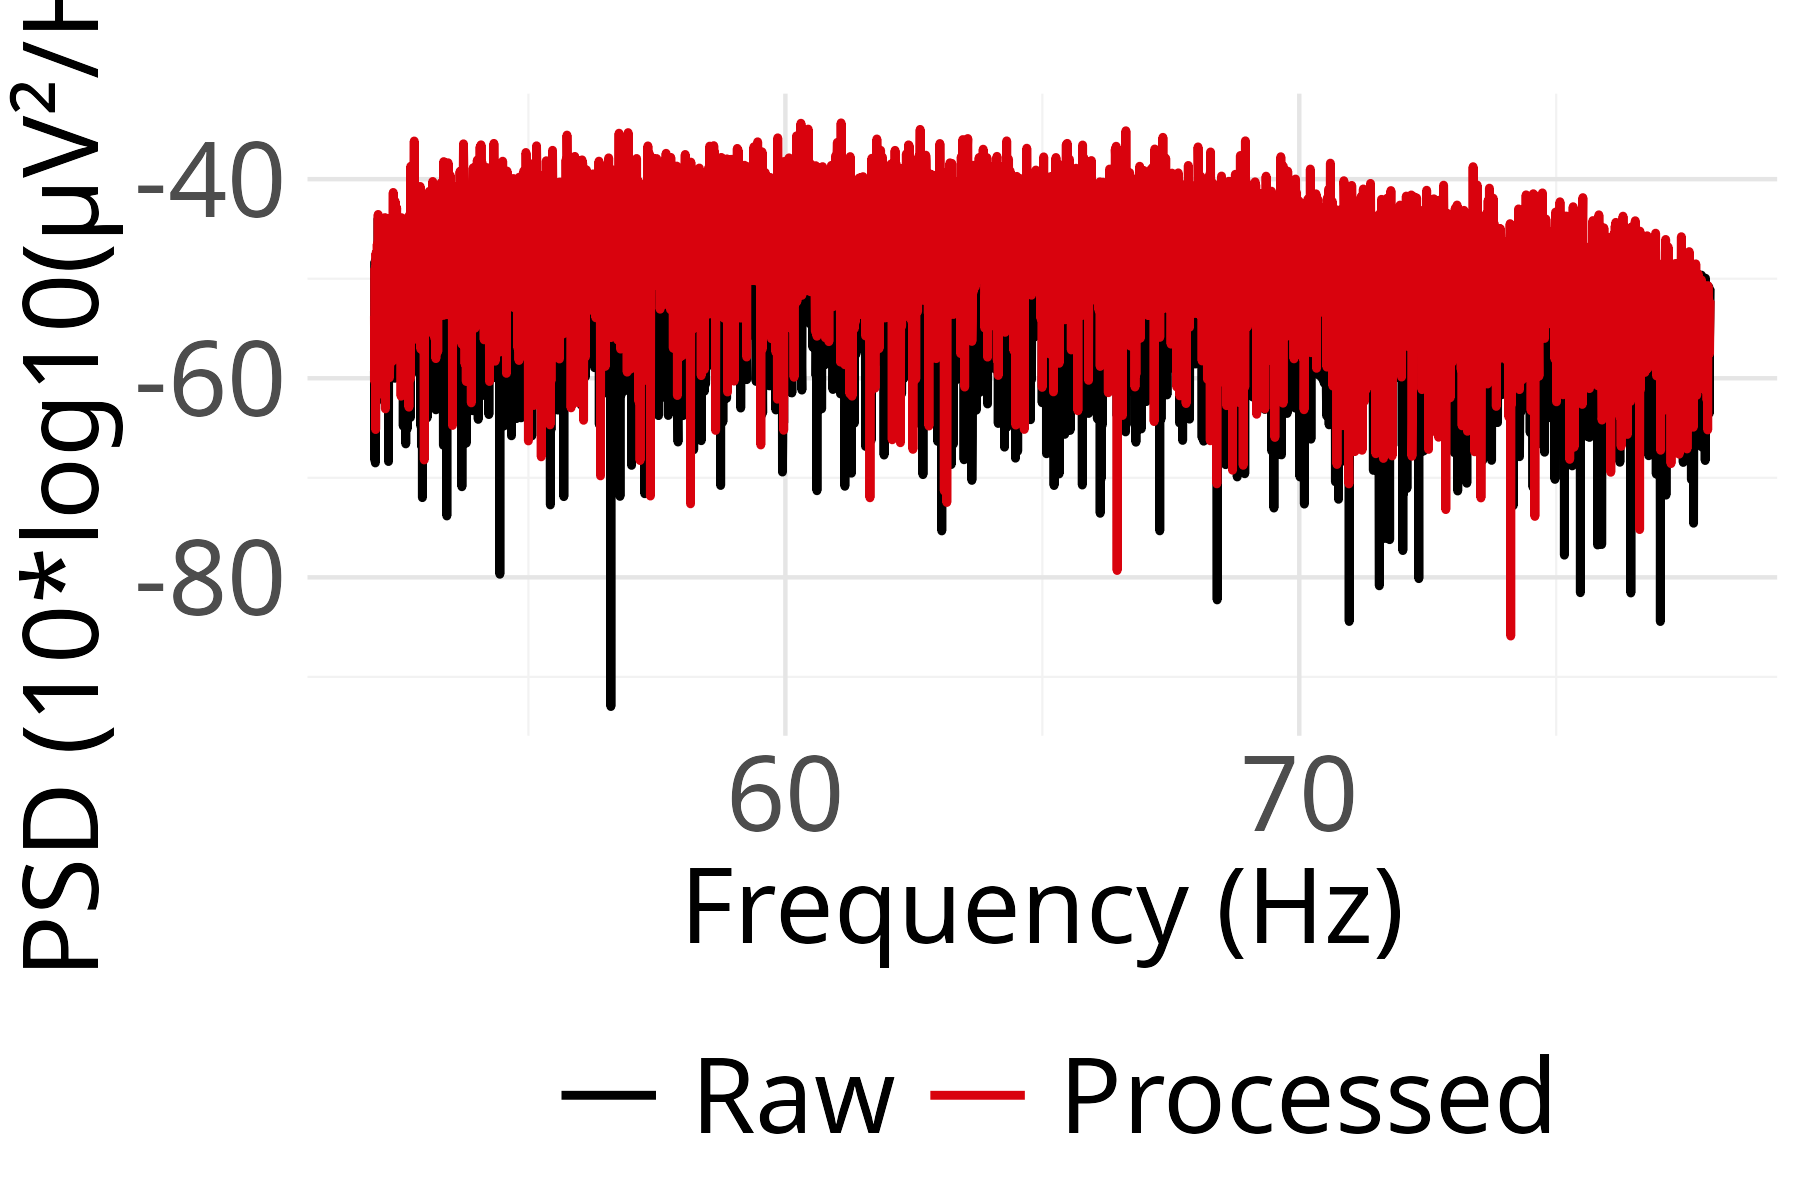 PSD (10*log10(µV²/H
-40
-60
-80
60
70
Frequency (Hz)
Raw
Processed